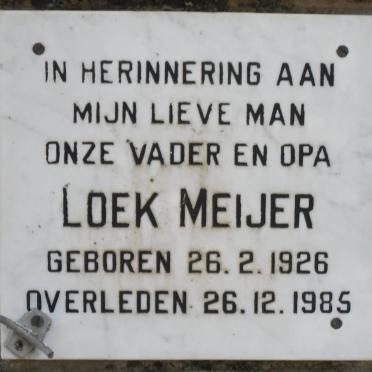 IN HERINNERING AAN
MIJN LIEVE MAN
ONZE VADER EN OPA
LOEK MEIJER
GEBOREN 26.2.1926
OVERLEDEN 26.12.1985